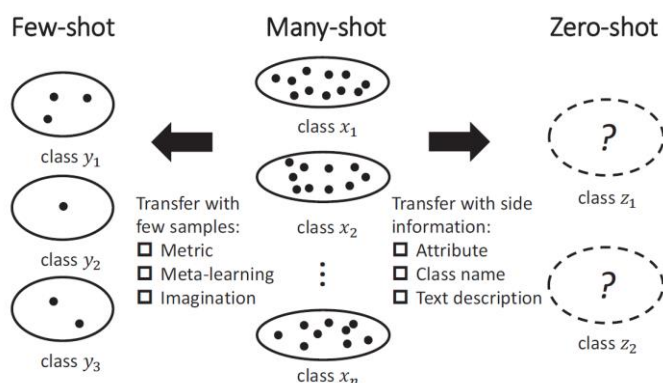 Few-shot
Many-shot
Zero-shot
class y₁
class y₂
class y₃
Transfer with
few samples:
Metric
Meta-learning
Imagination
class x₁
class x₂
⋮
class xₙ
Transfer with side
information:
Attribute
Class name
Text description
?
class z₁
?
class z₂